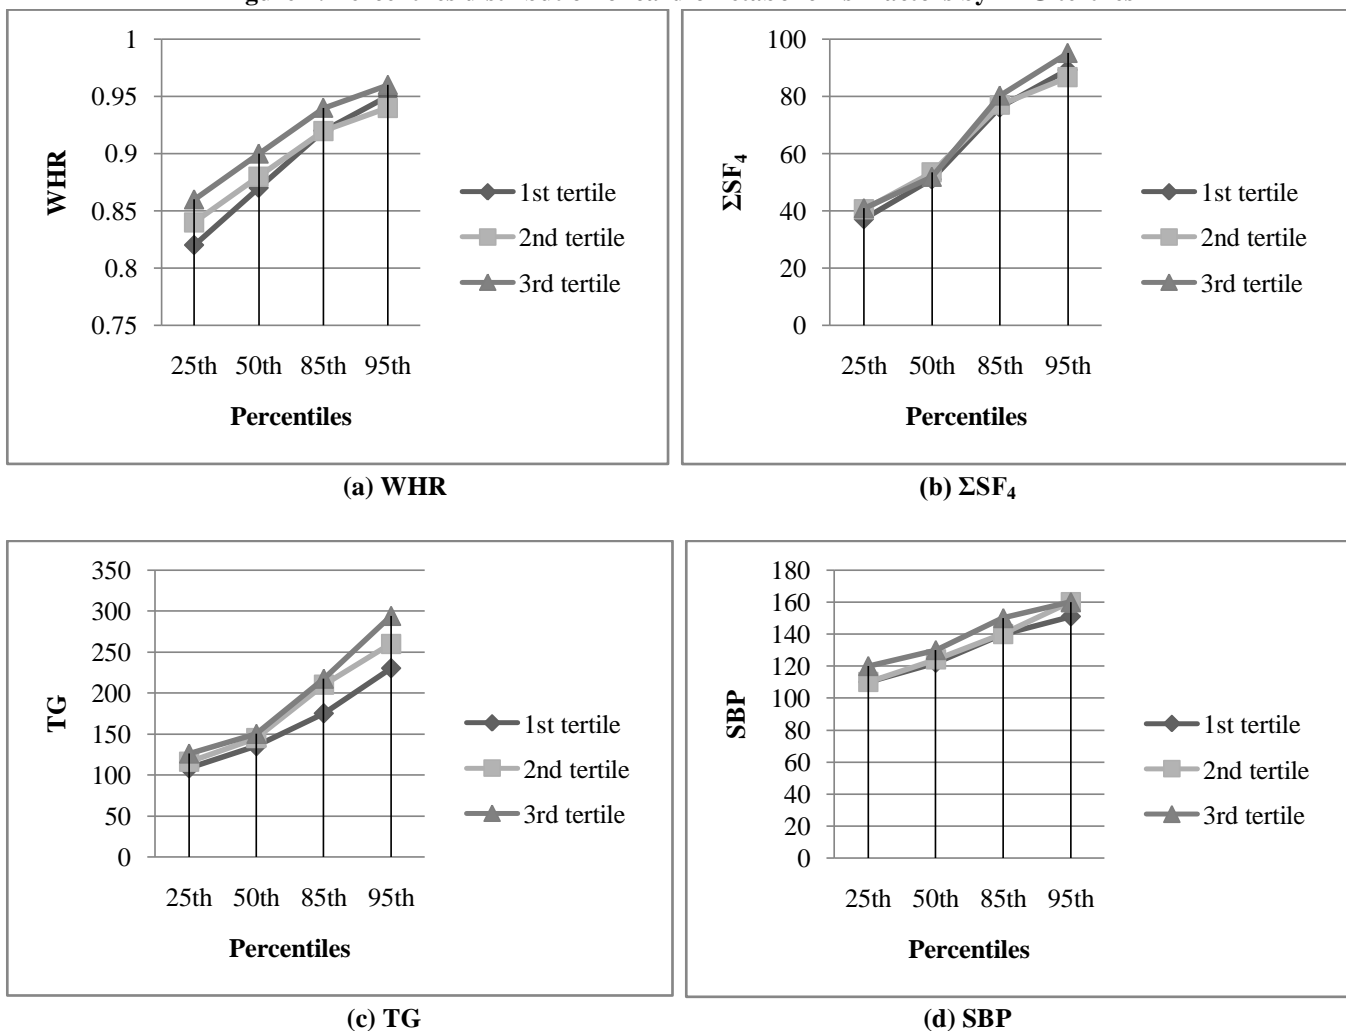 1
0.95
0.9
0.85
0.8
0.75
WHR
25th 50th 85th 95th
Percentiles
1st tertile
2nd tertile
3rd tertile
(a) WHR
100
80
60
40
20
0
ΣSF₄
25th 50th 85th 95th
Percentiles
1st tertile
2nd tertile
3rd tertile
(b) ΣSF₄
350
300
250
200
150
100
50
0
TG
25th 50th 85th 95th
Percentiles
1st tertile
2nd tertile
3rd tertile
(c) TG
180
160
140
120
100
80
60
40
20
0
SBP
25th 50th 85th 95th
Percentiles
1st tertile
2nd tertile
3rd tertile
(d) SBP